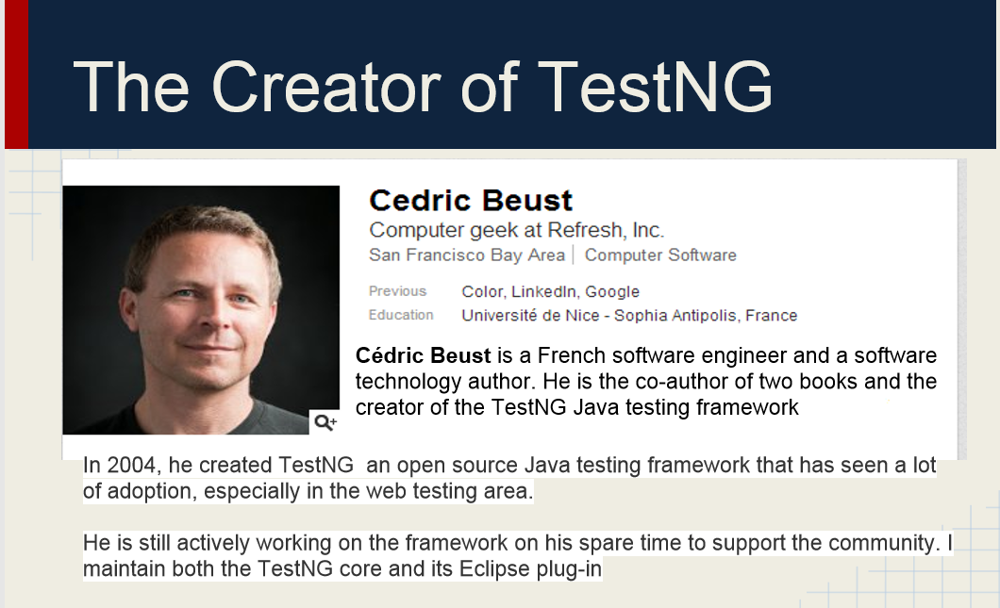 The Creator of TestNG
Cedric Beust
Computer geek at Refresh, Inc.
San Francisco Bay Area | Computer Software
Previous Color, LinkedIn, Google
Education Université de Nice - Sophia Antipolis, France
Cédric Beust is a French software engineer and a software
technology author. He is the co-author of two books and the
creator of the TestNG Java testing framework
In 2004, he created TestNG  an open source Java testing framework that has seen a lot
of adoption, especially in the web testing area.
He is still actively working on the framework on his spare time to support the community. I
maintain both the TestNG core and its Eclipse plug-in